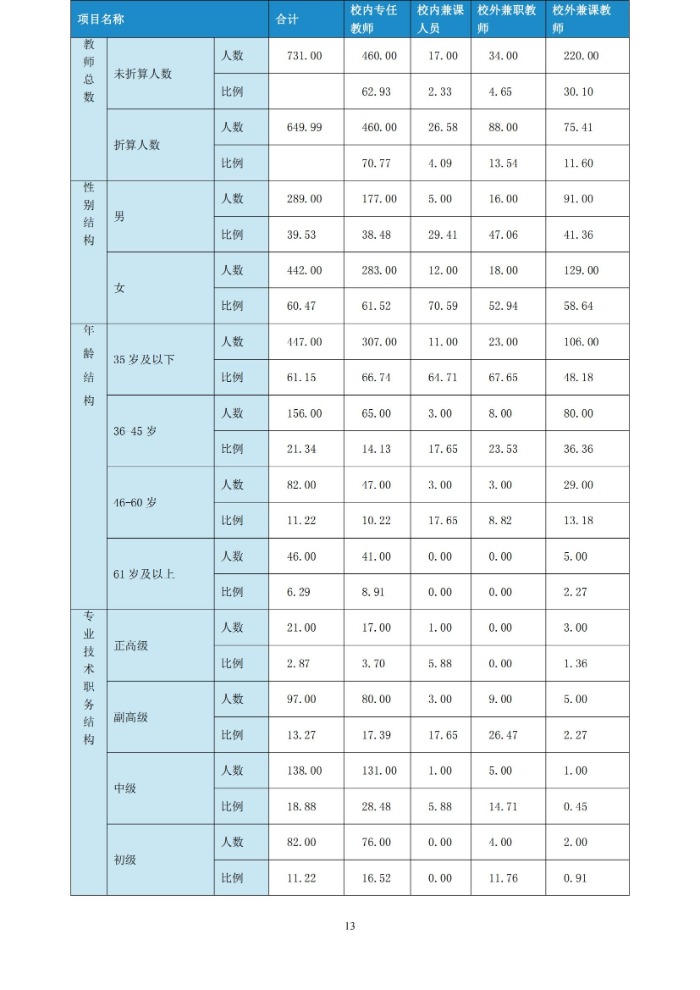 项目名称 合计 校内专任教师 校内兼课人员 校外兼职教师 校外兼课教师
教师总数 未折算人数 人数 731.00 460.00 17.00 34.00 220.00
比例 62.93 2.33 4.65 30.10
折算人数 人数 649.99 460.00 26.58 88.00 75.41
比例 70.77 4.09 13.54 11.60
性别结构 男 人数 289.00 177.00 5.00 16.00 91.00
比例 39.53 38.48 29.41 47.06 41.36
女 人数 442.00 283.00 12.00 18.00 129.00
比例 60.47 61.52 70.59 52.94 58.64
年龄结构 35 岁及以下 人数 447.00 307.00 11.00 23.00 106.00
比例 61.15 66.74 64.71 67.65 48.18
36-45 岁 人数 156.00 65.00 3.00 8.00 80.00
比例 21.34 14.13 17.65 23.53 36.36
46-60 岁 人数 82.00 47.00 3.00 3.00 29.00
比例 11.22 10.22 17.65 8.82 13.18
61 岁及以上 人数 46.00 41.00 0.00 0.00 5.00
比例 6.29 8.91 0.00 0.00 2.27
专业技术职务结构 正高级 人数 21.00 17.00 1.00 0.00 3.00
比例 2.87 3.70 5.88 0.00 1.36
副高级 人数 97.00 80.00 3.00 9.00 5.00
比例 13.27 17.39 17.65 26.47 2.27
中级 人数 138.00 131.00 1.00 5.00 1.00
比例 18.88 28.48 5.88 14.71 0.45
初级 人数 82.00 76.00 0.00 4.00 2.00
比例 11.22 16.52 0.00 11.76 0.91
13